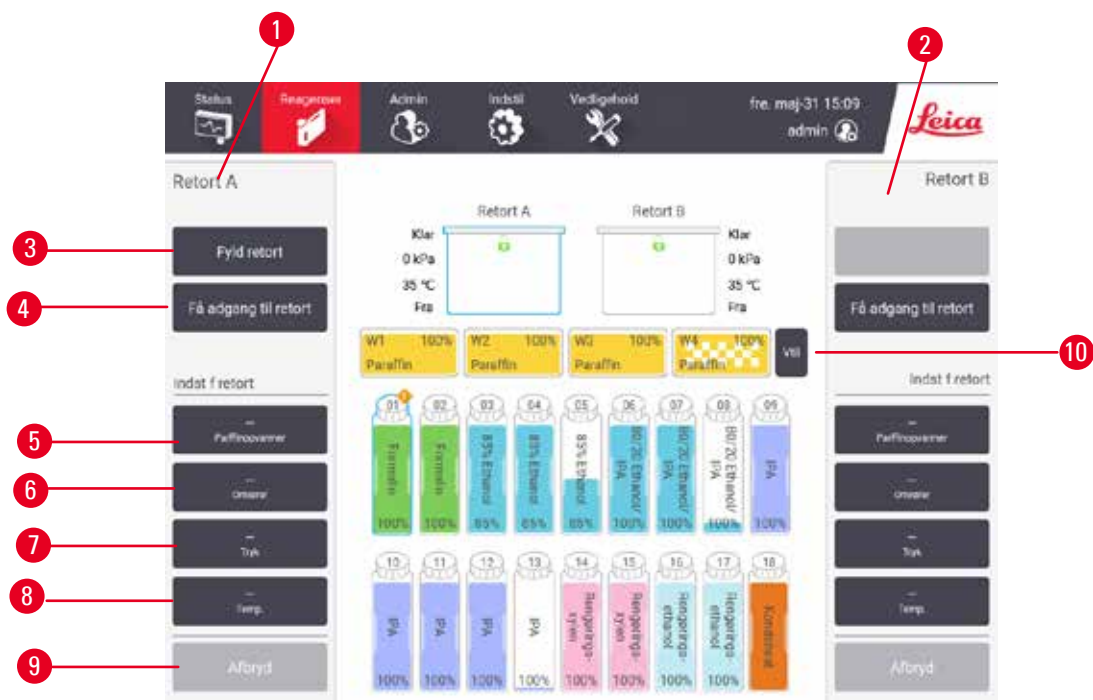 1
2
Status
Reagenser
Admin
Indstil
Vedligehold
fre. maj-31 15:09
admin
Leica
Retort A
Retort B
Retort A
Retort B
Klar
0 kPa
35 °C
Fra
Klar
0 kPa
35 °C
Fra
3
Fyld retort
4
Få adgang til retort
Få adgang til retort
W1 100%
Paraffin
W2 100%
Paraffin
W3 100%
Paraffin
W4 100%
Paraffin
10
Indst f retort
Indst f retort
5
--
--
6
--
Omrører
--
Omrører
7
--
Tryk
--
Tryk
8
--
Temp.
--
Temp.
9
Afbryd
Afbryd
01
Formalin
100%
02
Formalin
100%
03
85% Ethanol
85%
04
85% Ethanol
85%
05
85% Ethanol
85%
06
80/20 Ethanol/
IPA
100%
07
80/20 Ethanol/
IPA
100%
08
80/20 Ethanol/
IPA
100%
09
IPA
100%
10
IPA
100%
11
IPA
100%
12
IPA
100%
13
IPA
100%
14
Rengørings-
xylen
100%
15
Rengørings-
xylen
100%
16
Rengørings-
ethanol
100%
17
Rengørings-
ethanol
100%
18
Kondensat